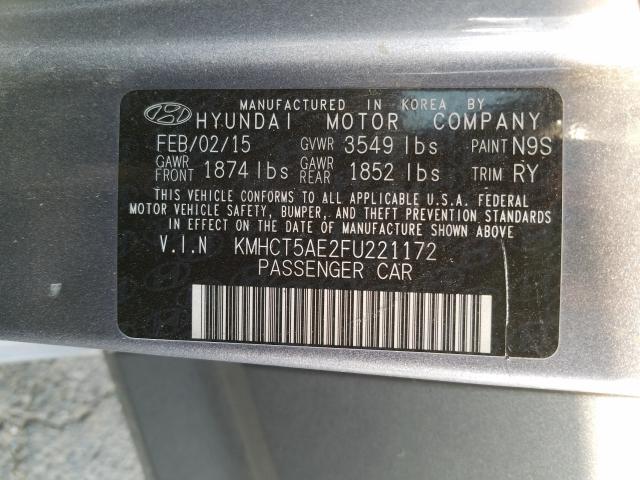 MANUFACTURED IN KOREA BY
HYUNDAI MOTOR COMPANY
FEB/02/15 GVWR 3549 lbs PAINT N9S
GAWR FRONT 1874 lbs GAWR REAR 1852 lbs TRIM RY
THIS VEHICLE CONFORMS TO ALL APPLICABLE U.S.A. FEDERAL
MOTOR VEHICLE SAFETY, BUMPER, AND THEFT PREVENTION STANDARDS
IN EFFECT ON THE DATE OF MANUFACTURE SHOWN ABOVE
V.I.N KMHCT5AE2FU221172
PASSENGER CAR